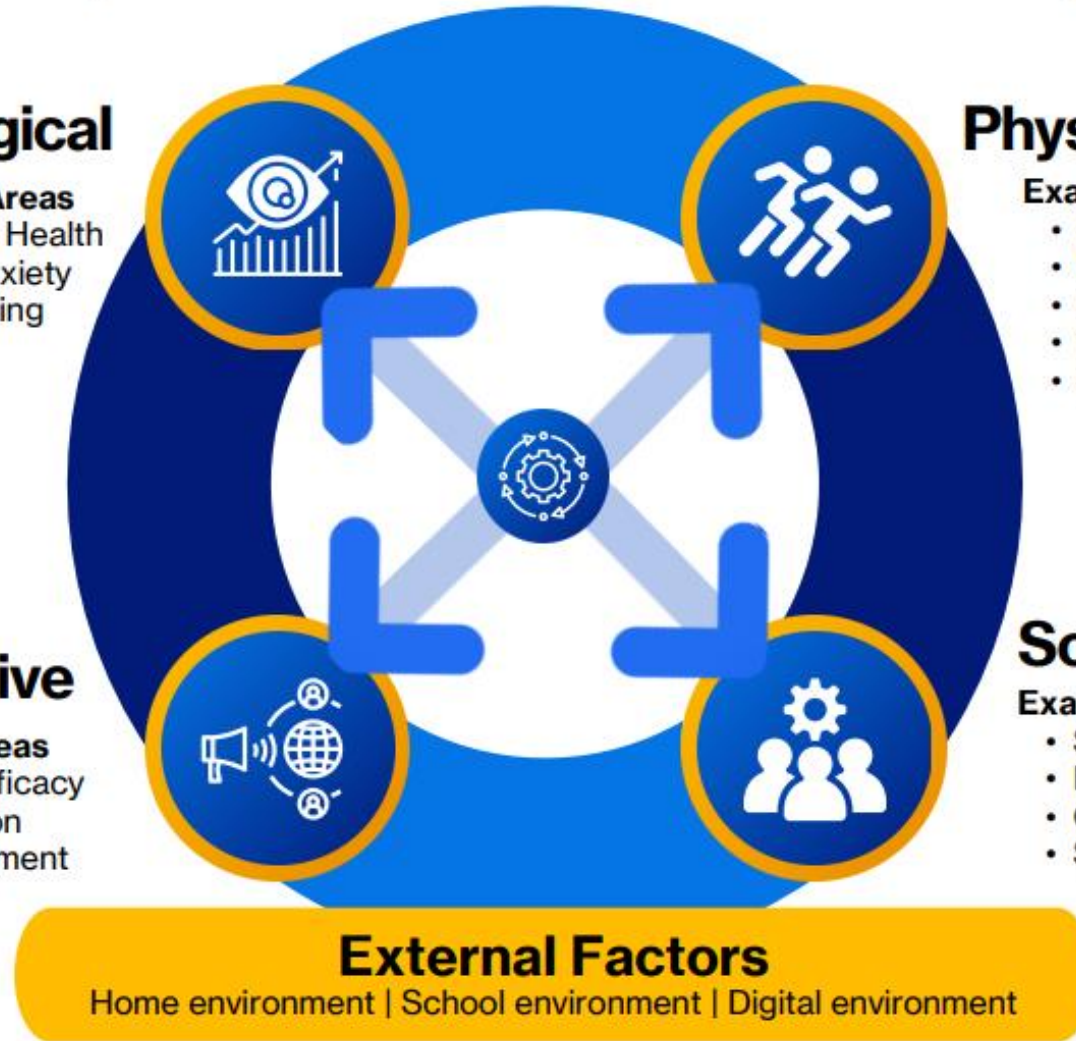 gical
Areas
Health
xiety
ing
Phys
Exa
ive
eas
ficacy
on
ment
So
Exa
External Factors
Home environment | School environment | Digital environment